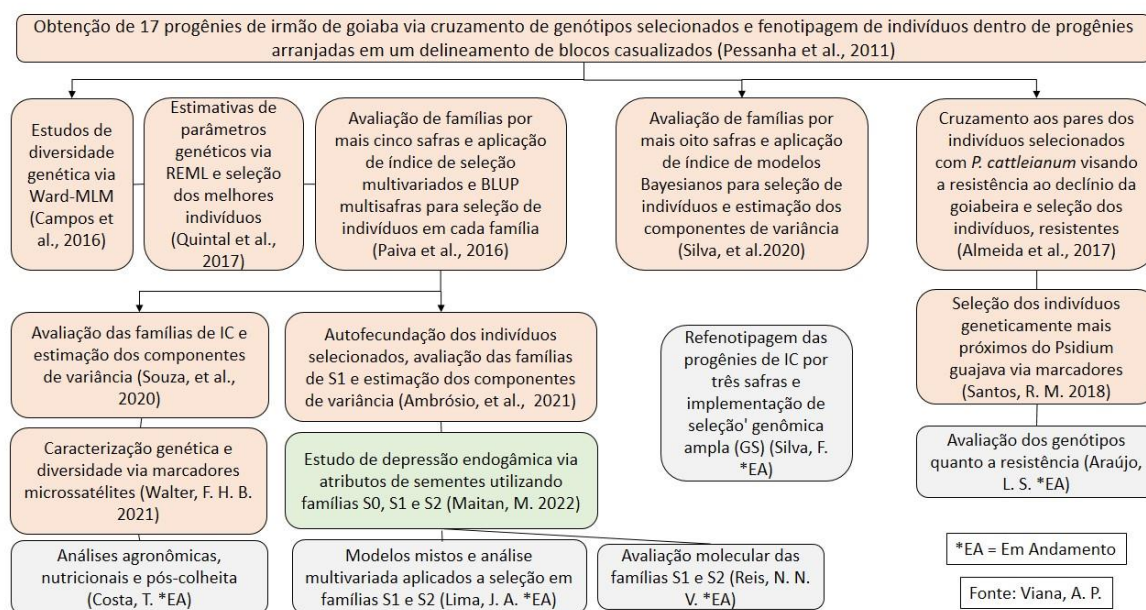 Obtenção de 17 progênies de irmão de goiaba via cruzamento de genótipos selecionados e fenotipagem de indivíduos dentro de progênies
arranjadas em um delineamento de blocos casualizados (Pessanha et al., 2011)
Estudos de
diversidade
genética via
Ward-MLM
(Campos et
al., 2016)
Estimativas de
parâmetros
genéticos via
REML e seleção
dos melhores
indivíduos
(Quintal et al.,
2017)
Avaliação de famílias por
mais cinco safras e aplicação
de índice de seleção
multivariados e BLUP
multisafras para seleção de
indivíduos em cada família
(Paiva et al., 2016)
Avaliação de famílias por
mais oito safras e aplicação
de índice de modelos
Bayesianos para seleção de
indivíduos e estimação dos
componentes de variância
(Silva, et al.2020)
Cruzamento aos pares dos
indivíduos selecionados
com P. cattleianum visando
a resistência ao declínio da
goiabeira e seleção dos
indivíduos, resistentes
(Almeida et al., 2017)
Avaliação das famílias de IC e
estimação dos componentes
de variância (Souza, et al.,
2020)
Autofecundação dos indivíduos
selecionados, avaliação das famílias
de S1 e estimação dos componentes
de variância (Ambrósio, et al., 2021)
Refenotipagem das
progênies de IC por
três safras e
implementação de
seleção' genômica
ampla (GS) (Silva, F.
*EA)
Seleção dos indivíduos
geneticamente mais
próximos do Psidium
guajava via marcadores
(Santos, R. M. 2018)
Caracterização genética e
diversidade via marcadores
microssatélites (Walter, F. H. B.
2021)
Estudo de depressão endogâmica via
atributos de sementes utilizando
famílias S0, S1 e S2 (Maitan, M. 2022)
Avaliação dos genótipos
quanto a resistência (Araújo,
L. S. *EA)
Análises agronômicas,
nutricionais e pós-colheita
(Costa, T. *EA)
Modelos mistos e análise
multivariada aplicados a seleção em
famílias S1 e S2 (Lima, J. A. *EA)
Avaliação molecular das
famílias S1 e S2 (Reis, N. N.
V. *EA)
*EA = Em Andamento
Fonte: Viana, A. P.